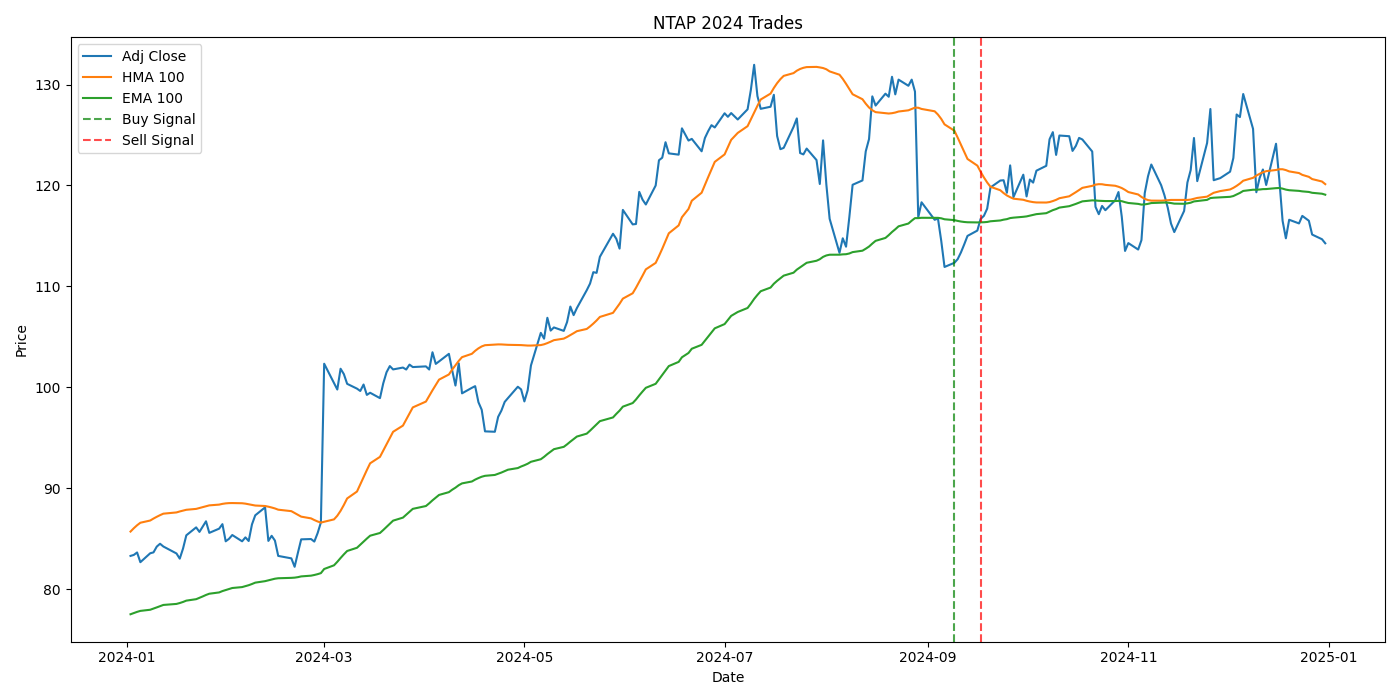 NTAP 2024 Trades
Adj Close
HMA 100
EMA 100
Buy Signal
Sell Signal
Price
130
120
110
100
90
80
2024-01
2024-03
2024-05
2024-07
2024-09
2024-11
2025-01
Date